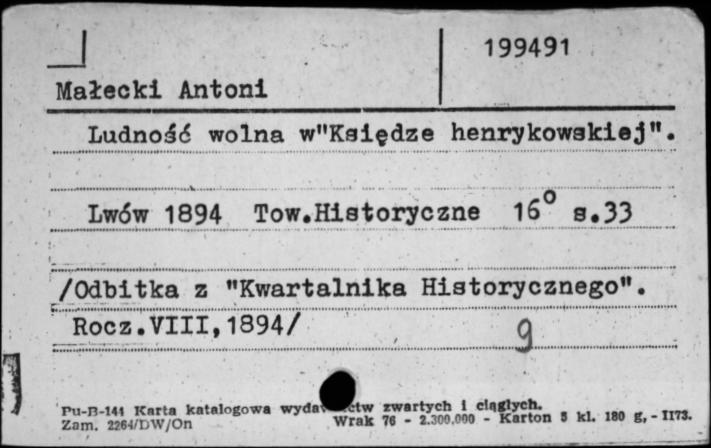 199491
Małecki Antoni
Ludność wolna w"Księdze henrykowskiej".
Lwów 1894 Tow.Historyczne 16° s.33
/Odbitka z "Kwartalnika Historycznego".
Rocz.VIII,1894/
9
Pu-B-141 Karta katalogowa zwartych i ciągłych.
Zam. 2264/DW/On Wrak 76 - 2.300.000 - Karton 5 kl. 180 g, - II73.